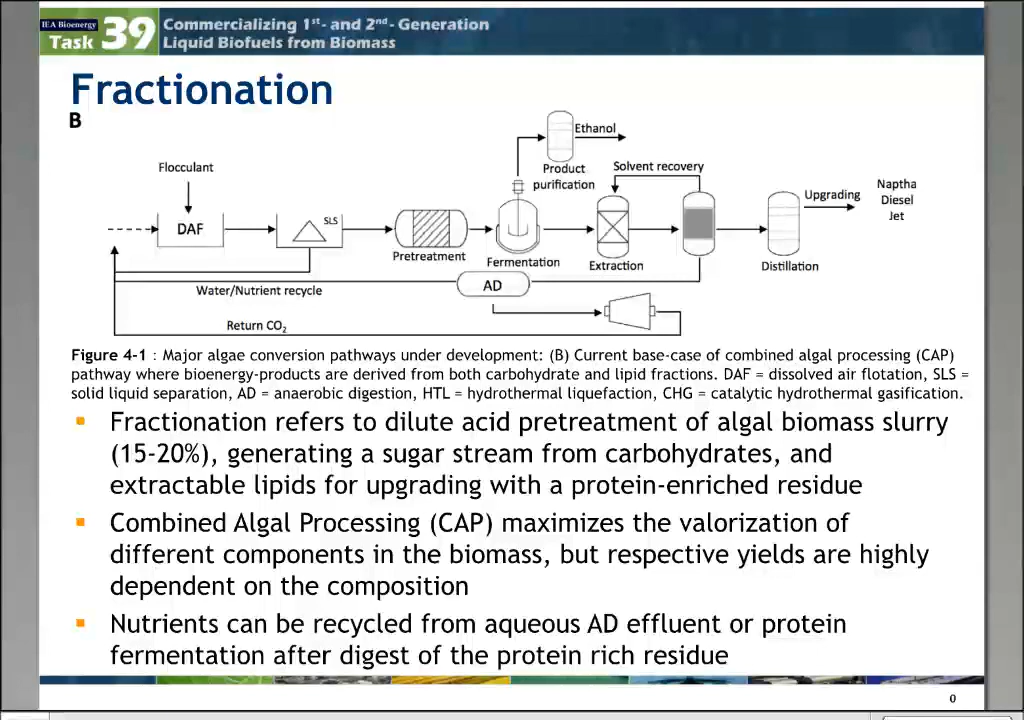 IEA Bioenergy
Task 39
Commercializing 1st- and 2nd- Generation
Liquid Biofuels from Biomass
Fractionation
B
Ethanol
Flocculant
Product
purification
Solvent recovery
Upgrading
Naptha
Diesel
Jet
DAF
SLS
Pretreatment
Fermentation
Extraction
Distillation
AD
Water/Nutrient recycle
Return CO2
Figure 4-1 : Major algae conversion pathways under development: (B) Current base-case of combined algal processing (CAP)
pathway where bioenergy-products are derived from both carbohydrate and lipid fractions. DAF = dissolved air flotation, SLS =
solid liquid separation, AD = anaerobic digestion, HTL = hydrothermal liquefaction, CHG = catalytic hydrothermal gasification.
Fractionation refers to dilute acid pretreatment of algal biomass slurry
(15-20%), generating a sugar stream from carbohydrates, and
extractable lipids for upgrading with a protein-enriched residue
Combined Algal Processing (CAP) maximizes the valorization of
different components in the biomass, but respective yields are highly
dependent on the composition
Nutrients can be recycled from aqueous AD effluent or protein
fermentation after digest of the protein rich residue
0